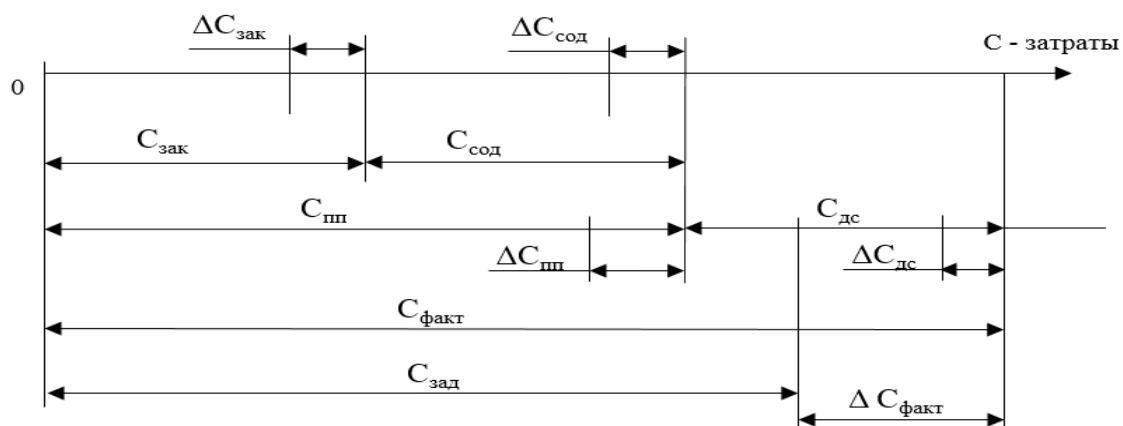 ΔCзак
ΔCсод
С - затраты
0
Cзак
Cсод
Cпп
Cдс
ΔCпп
ΔCдс
Cфакт
Cзад
Δ Cфакт